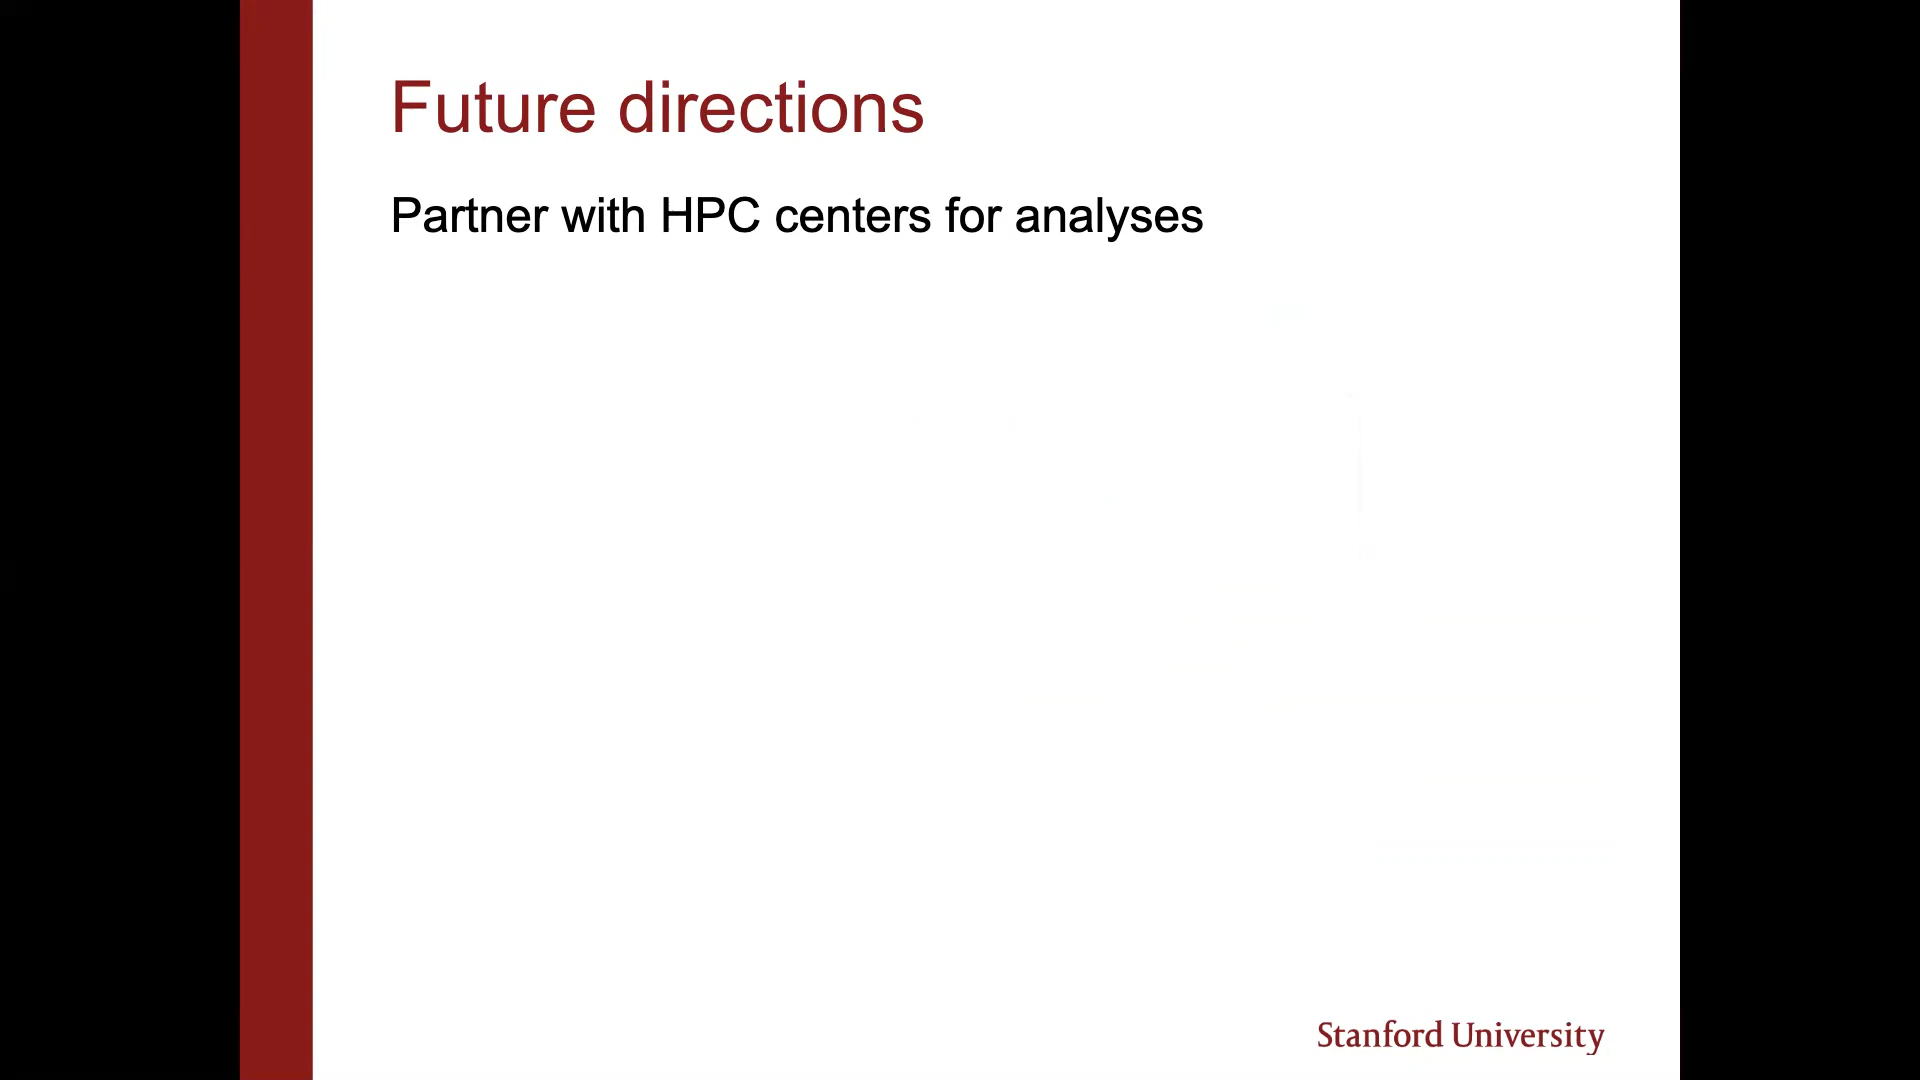 Future directions
Partner with HPC centers for analyses
Stanford University